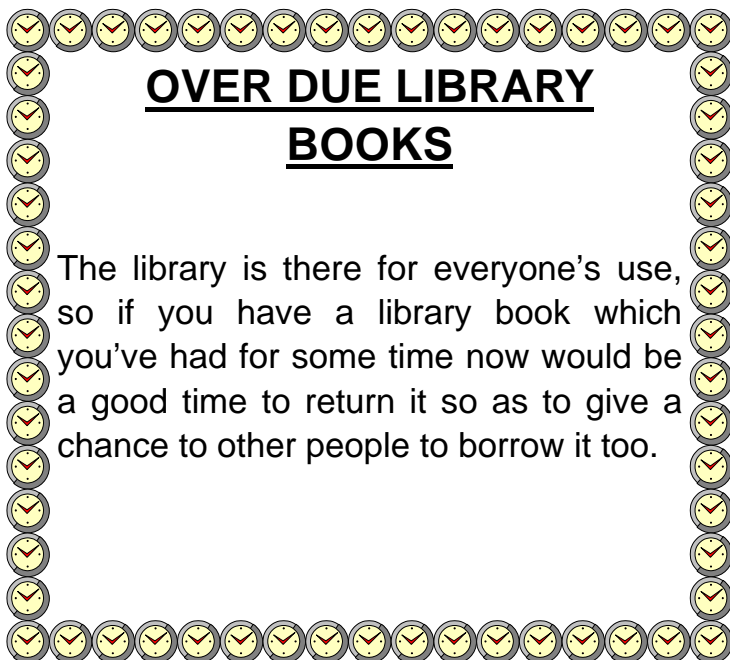 OVER DUE LIBRARY
BOOKS
The library is there for everyone’s use,
so if you have a library book which
you’ve had for some time now would be
a good time to return it so as to give a
chance to other people to borrow it too.